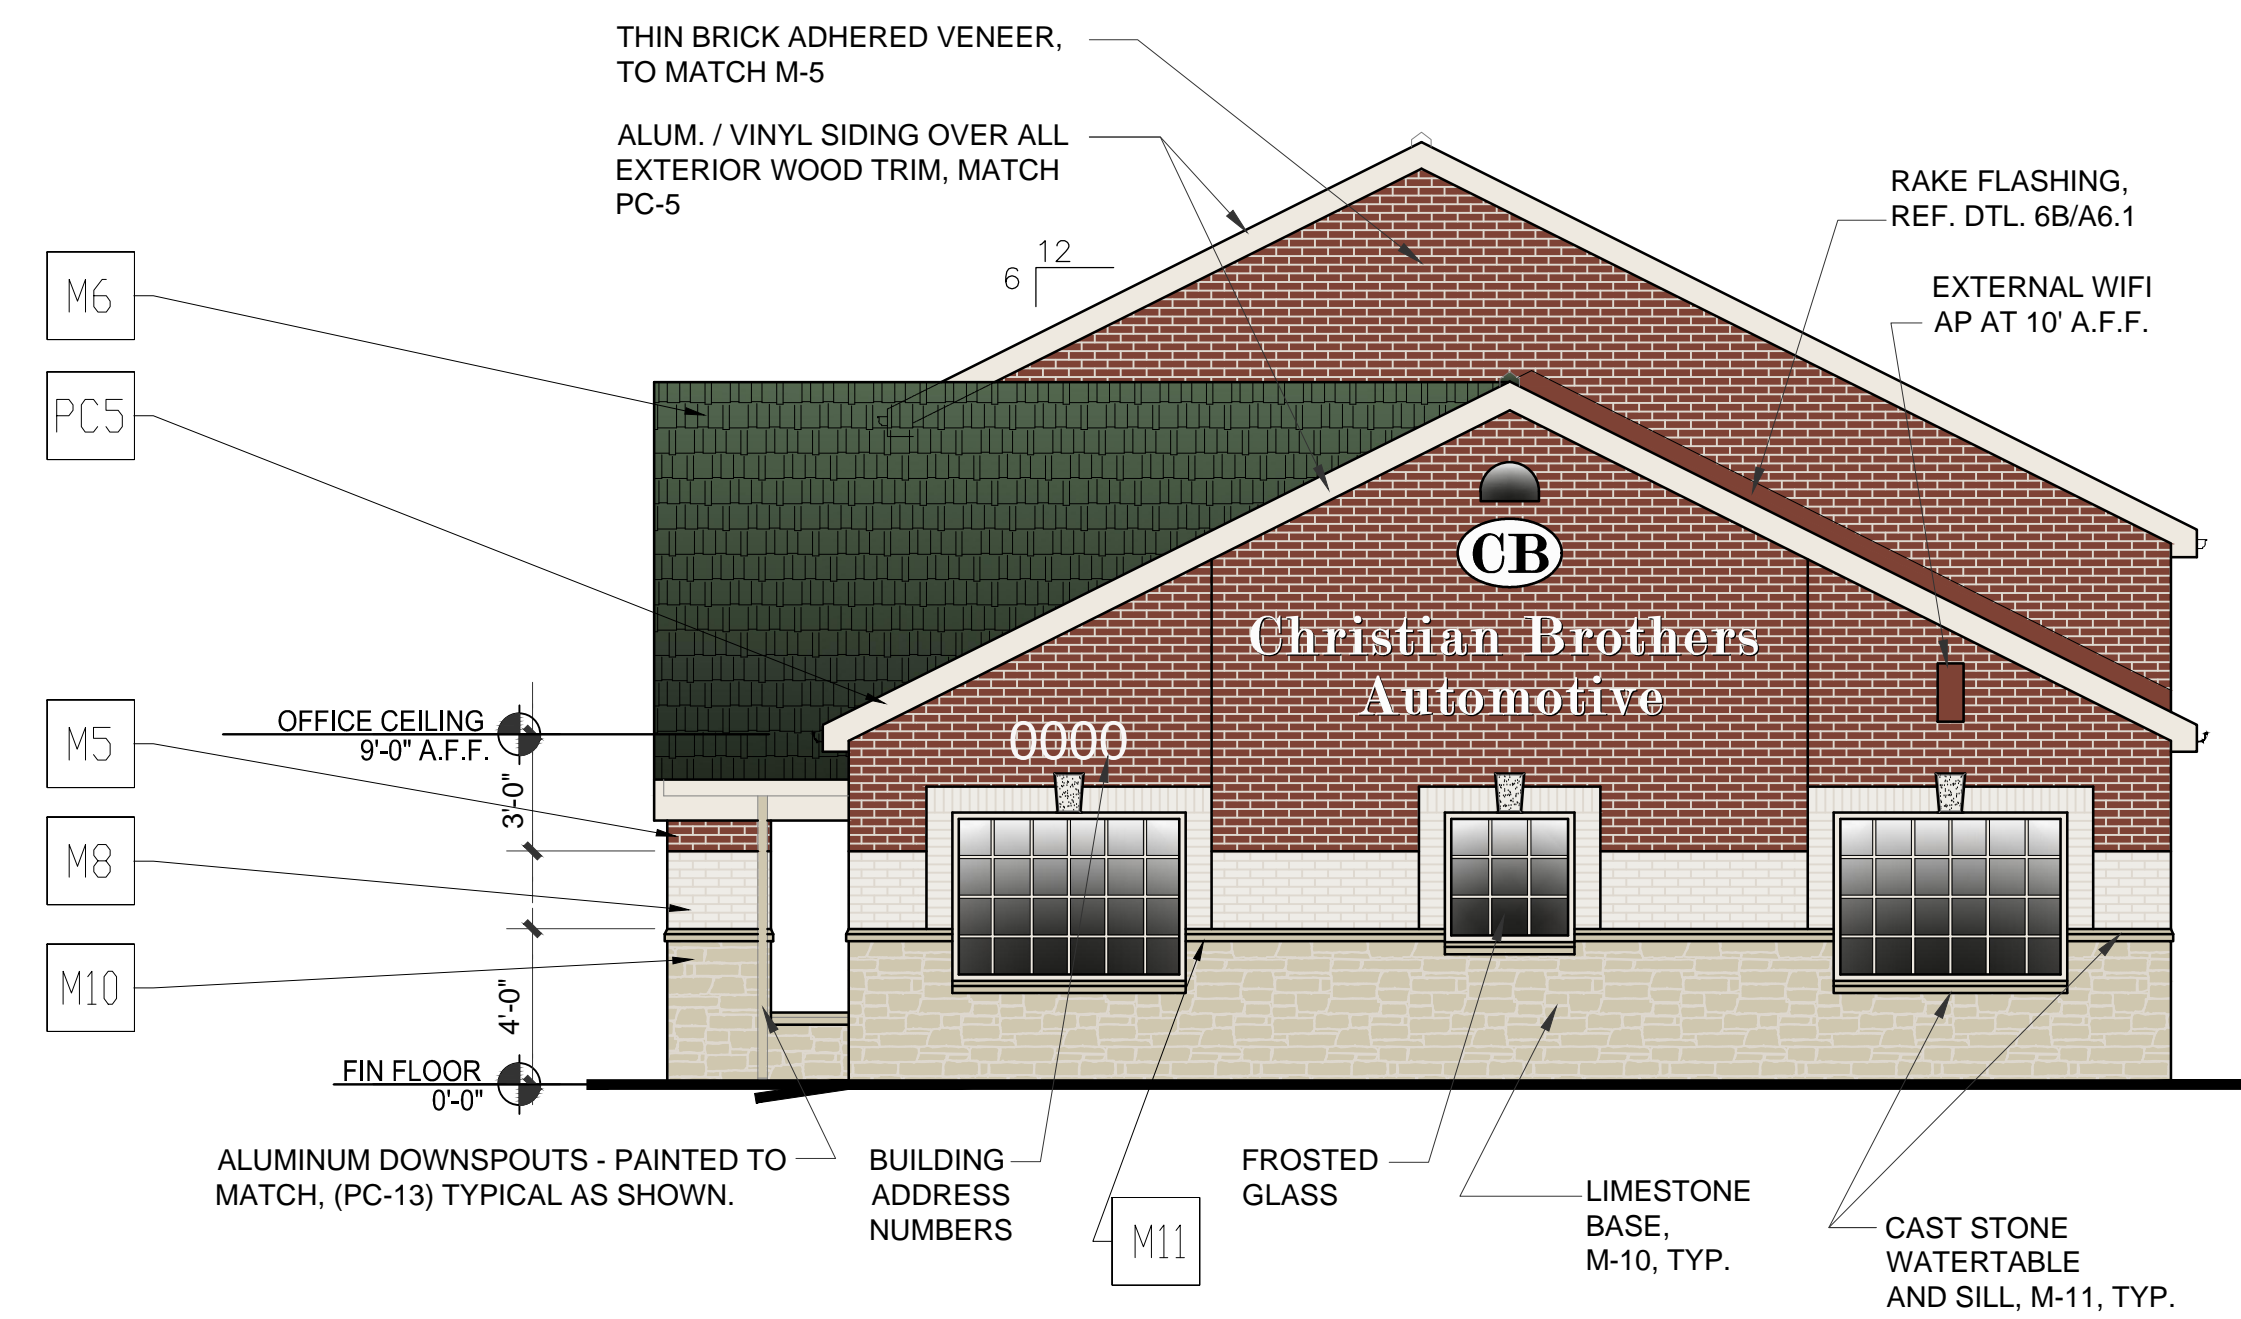 THIN BRICK ADHERED VENEER,
TO MATCH M-5
ALUM. / VINYL SIDING OVER ALL
EXTERIOR WOOD TRIM, MATCH
PC-5
RAKE FLASHING,
REF. DTL. 6B/A6.1
12
6
EXTERNAL WIFI
AP AT 10' A.F.F.
M6
PC5
CB
Christian Brothers
Automotive
0000
M5
OFFICE CEILING
9'-0" A.F.F.
3'-0"
M8
M10
4'-0"
FIN FLOOR
0'-0"
ALUMINUM DOWNSPOUTS - PAINTED TO
MATCH, (PC-13) TYPICAL AS SHOWN.
BUILDING
ADDRESS
NUMBERS
M11
FROSTED
GLASS
LIMESTONE
BASE,
M-10, TYP.
CAST STONE
WATERTABLE
AND SILL, M-11, TYP.